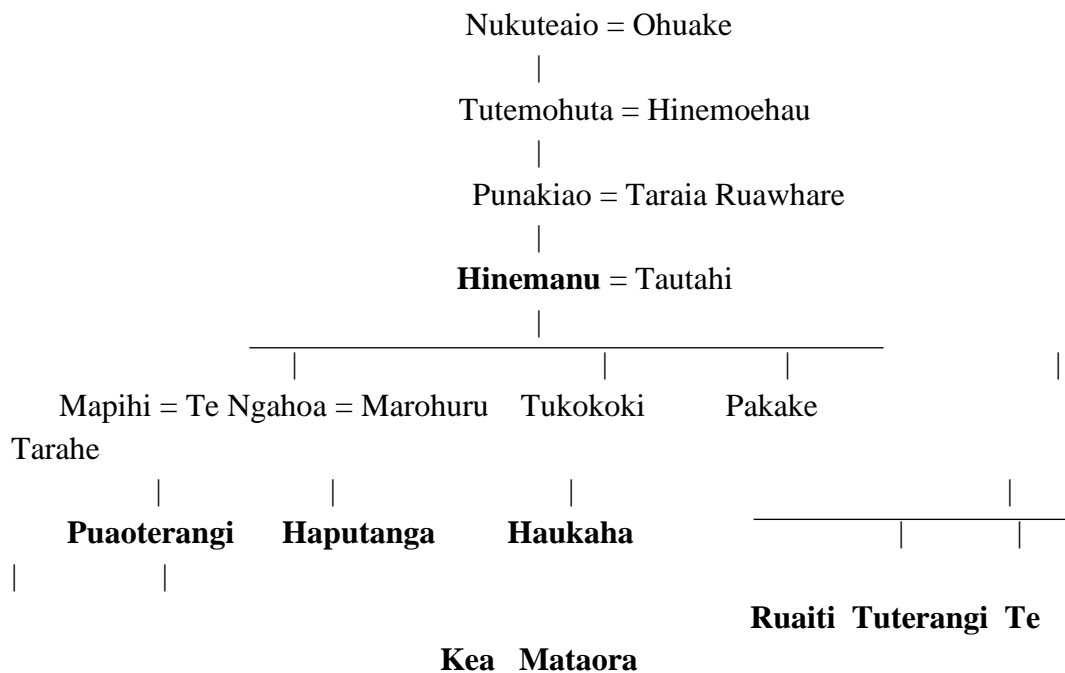 Nukuteaio = Ohuake
|
Tutemohuta = Hinemoehau
|
Punakiao = Taraia Ruawhare
|
Hinemanu = Tautahi
|
| | | |
Mapihi = Te Ngahoa = Marohuru Tukokoki Pakake
Tarahe
| | | |
Puaoterangi Haputanga Haukaha | |
| |
Ruaiti Tuterangi Te
Kea Mataora